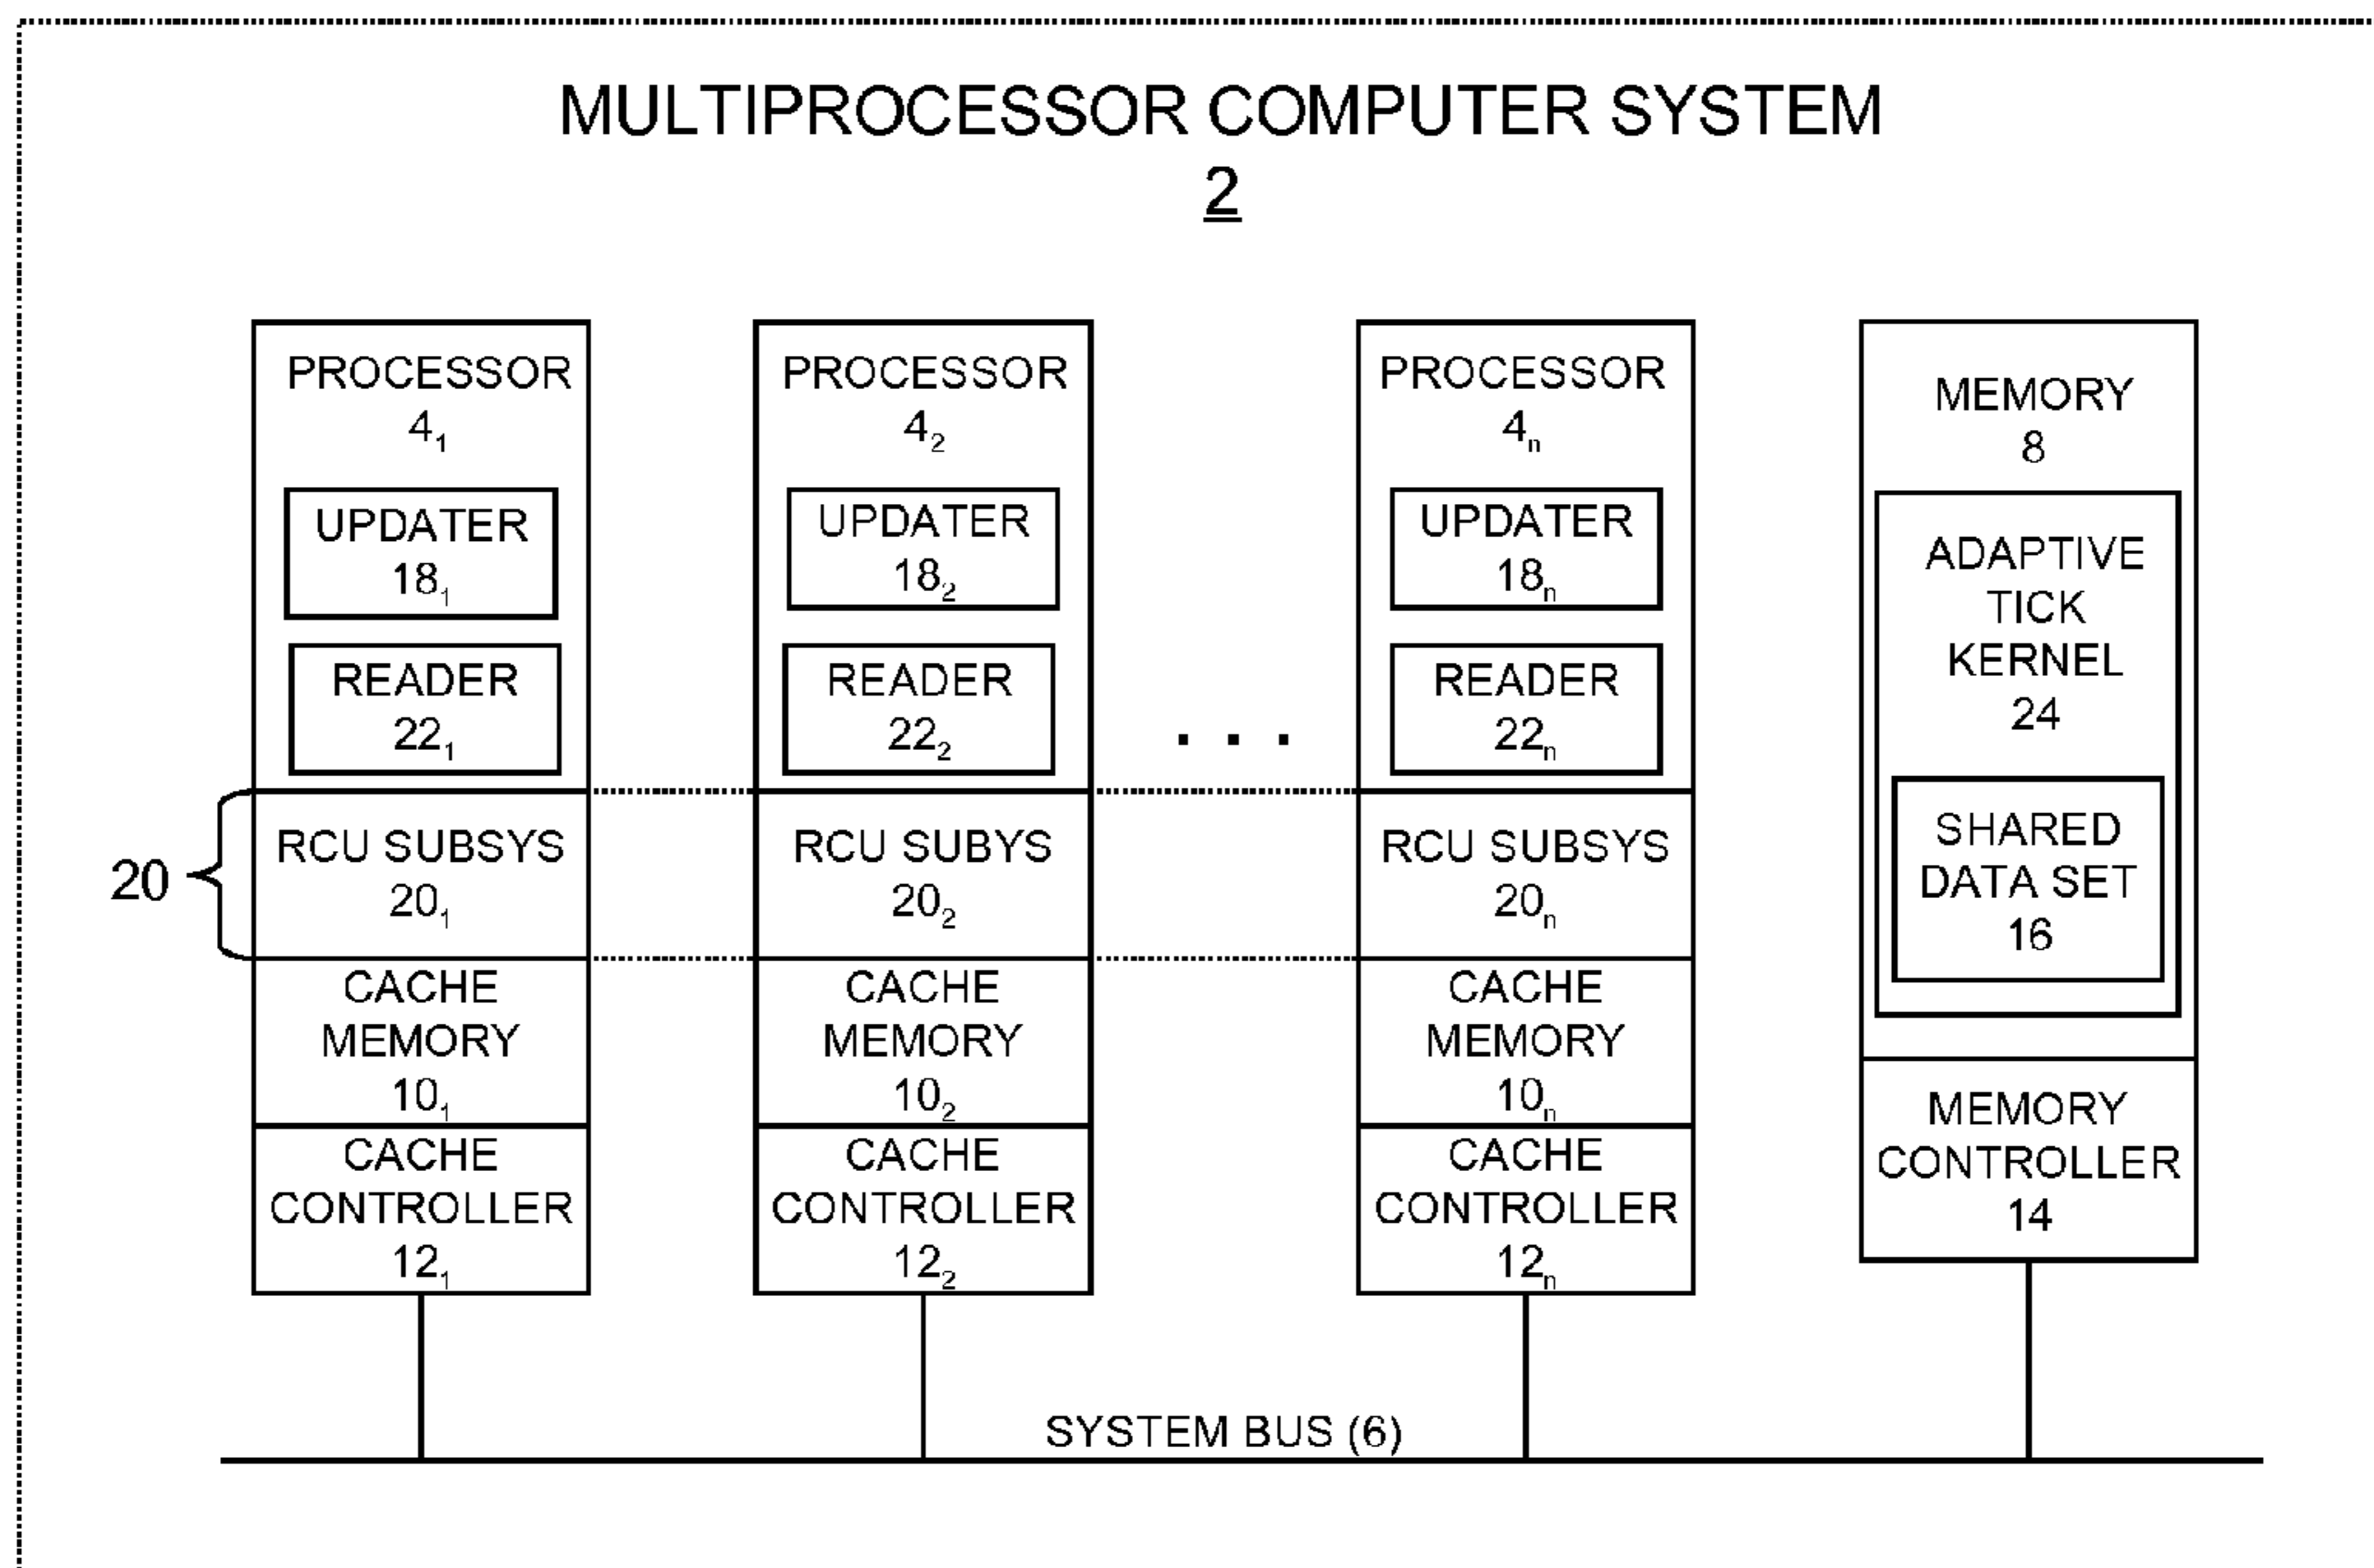 MULTIPROCESSOR COMPUTER SYSTEM
2
PROCESSOR
4₁
UPDATER
18₁
READER
22₁
RCU SUBSYS
20₁
CACHE
MEMORY
10₁
CACHE
CONTROLLER
12₁
20
PROCESSOR
4₂
UPDATER
18₂
READER
22₂
RCU SUBYS
20₂
CACHE
MEMORY
10₂
CACHE
CONTROLLER
12₂
. . .
PROCESSOR
4ₙ
UPDATER
18ₙ
READER
22ₙ
RCU SUBSYS
20ₙ
CACHE
MEMORY
10ₙ
CACHE
CONTROLLER
12ₙ
MEMORY
8
ADAPTIVE
TICK
KERNEL
24
SHARED
DATA SET
16
MEMORY
CONTROLLER
14
SYSTEM BUS (6)